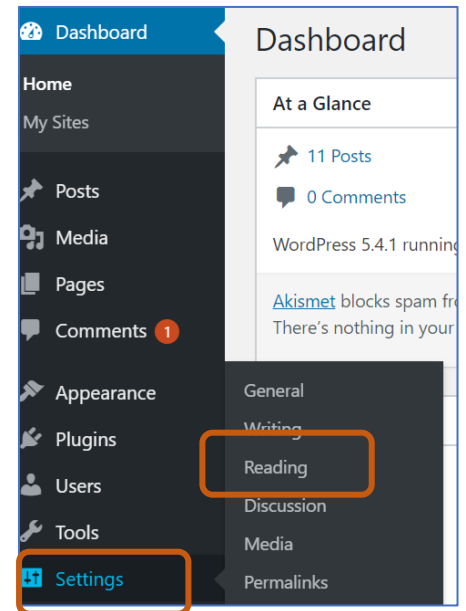 Dashboard
Home
My Sites
Posts
Media
Pages
Comments 1
Appearance
Plugins
Users
Tools
Settings
Dashboard
At a Glance
11 Posts
0 Comments
WordPress 5.4.1 running
Akismet blocks spam fr
There's nothing in your
General
Writing
Reading
Discussion
Media
Permalinks